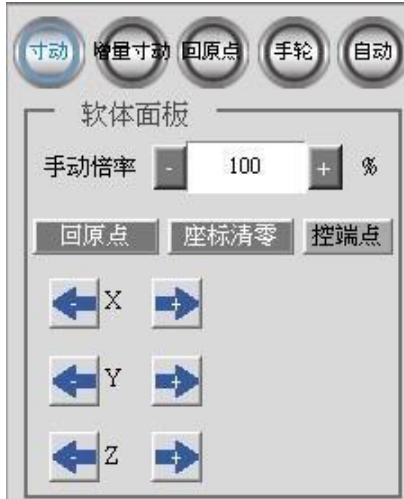 寸动 增量寸动 回原点 手轮 自动
软体面板
手动倍率 - 100 + %
回原点 座标清零 控端点
- X +
- Y +
- Z +